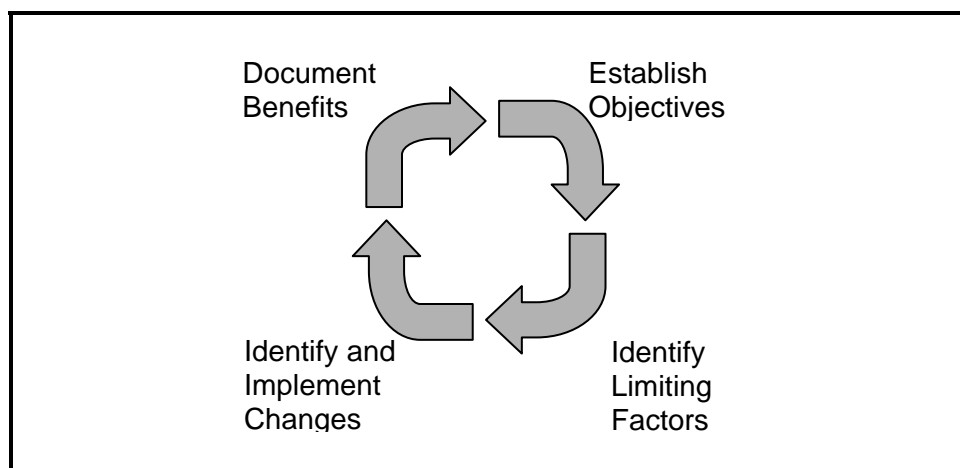 Document
Benefits
Establish
Objectives
Identify and
Implement
Changes
Identify
Limiting
Factors